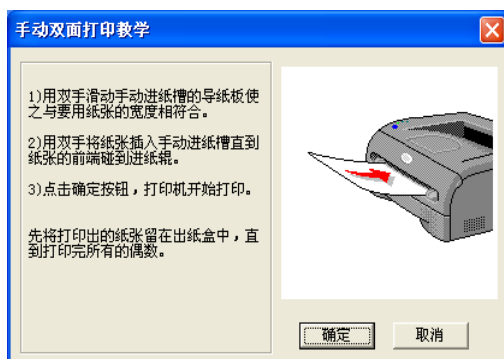 手动双面打印教学
1)用双手滑动手动进纸槽的导纸板使
之与要用纸张的宽度相符合。
2)用双手将纸张插入手动进纸槽直到
纸张的前端碰到进纸辊。
3)点击确定按钮，打印机开始打印。
先将打印出的纸张留在出纸盒中，直
到打印完所有的偶数。
确定
取消